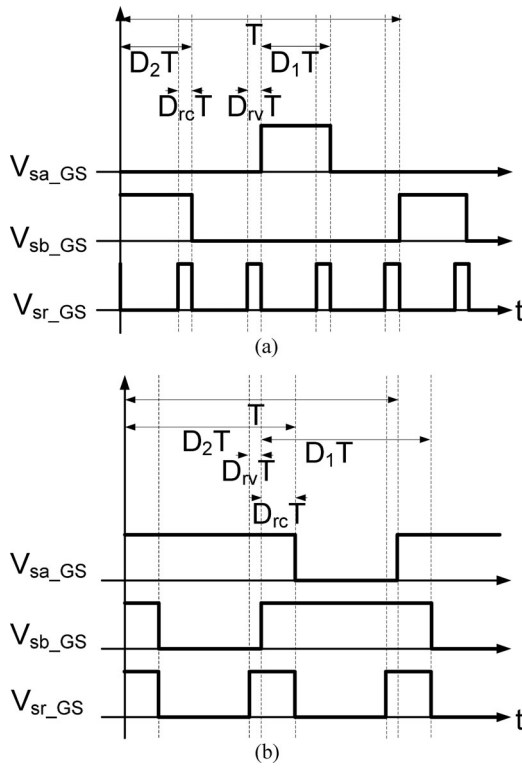 T
D₂T D₁T
DrcT DrvT
Vsa_GS
Vsb_GS
Vsr_GS t
(a)
T
D₂T D₁T
DrvT
DrcT
Vsa_GS
Vsb_GS
Vsr_GS t
(b)